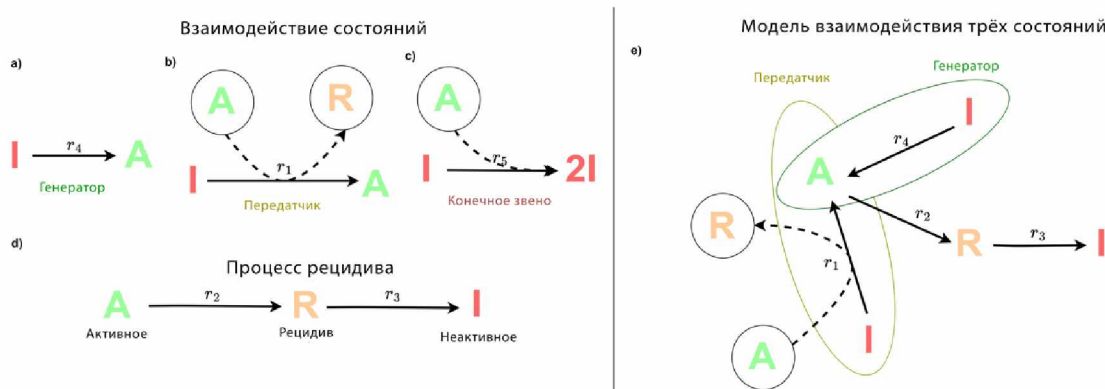 Взаимодействие состояний
a)
I
r4
A
Генератор
b)
A
R
I
r1
A
Передатчик
c)
A
I
r5
2I
Конечное звено
d)
Процесс рецидива
A
r2
R
r3
I
Активное
Рецидив
Неактивное
Модель взаимодействия трёх состояний
e)
Генератор
Передатчик
I
r4
A
r2
R
R
r3
I
r1
A
I